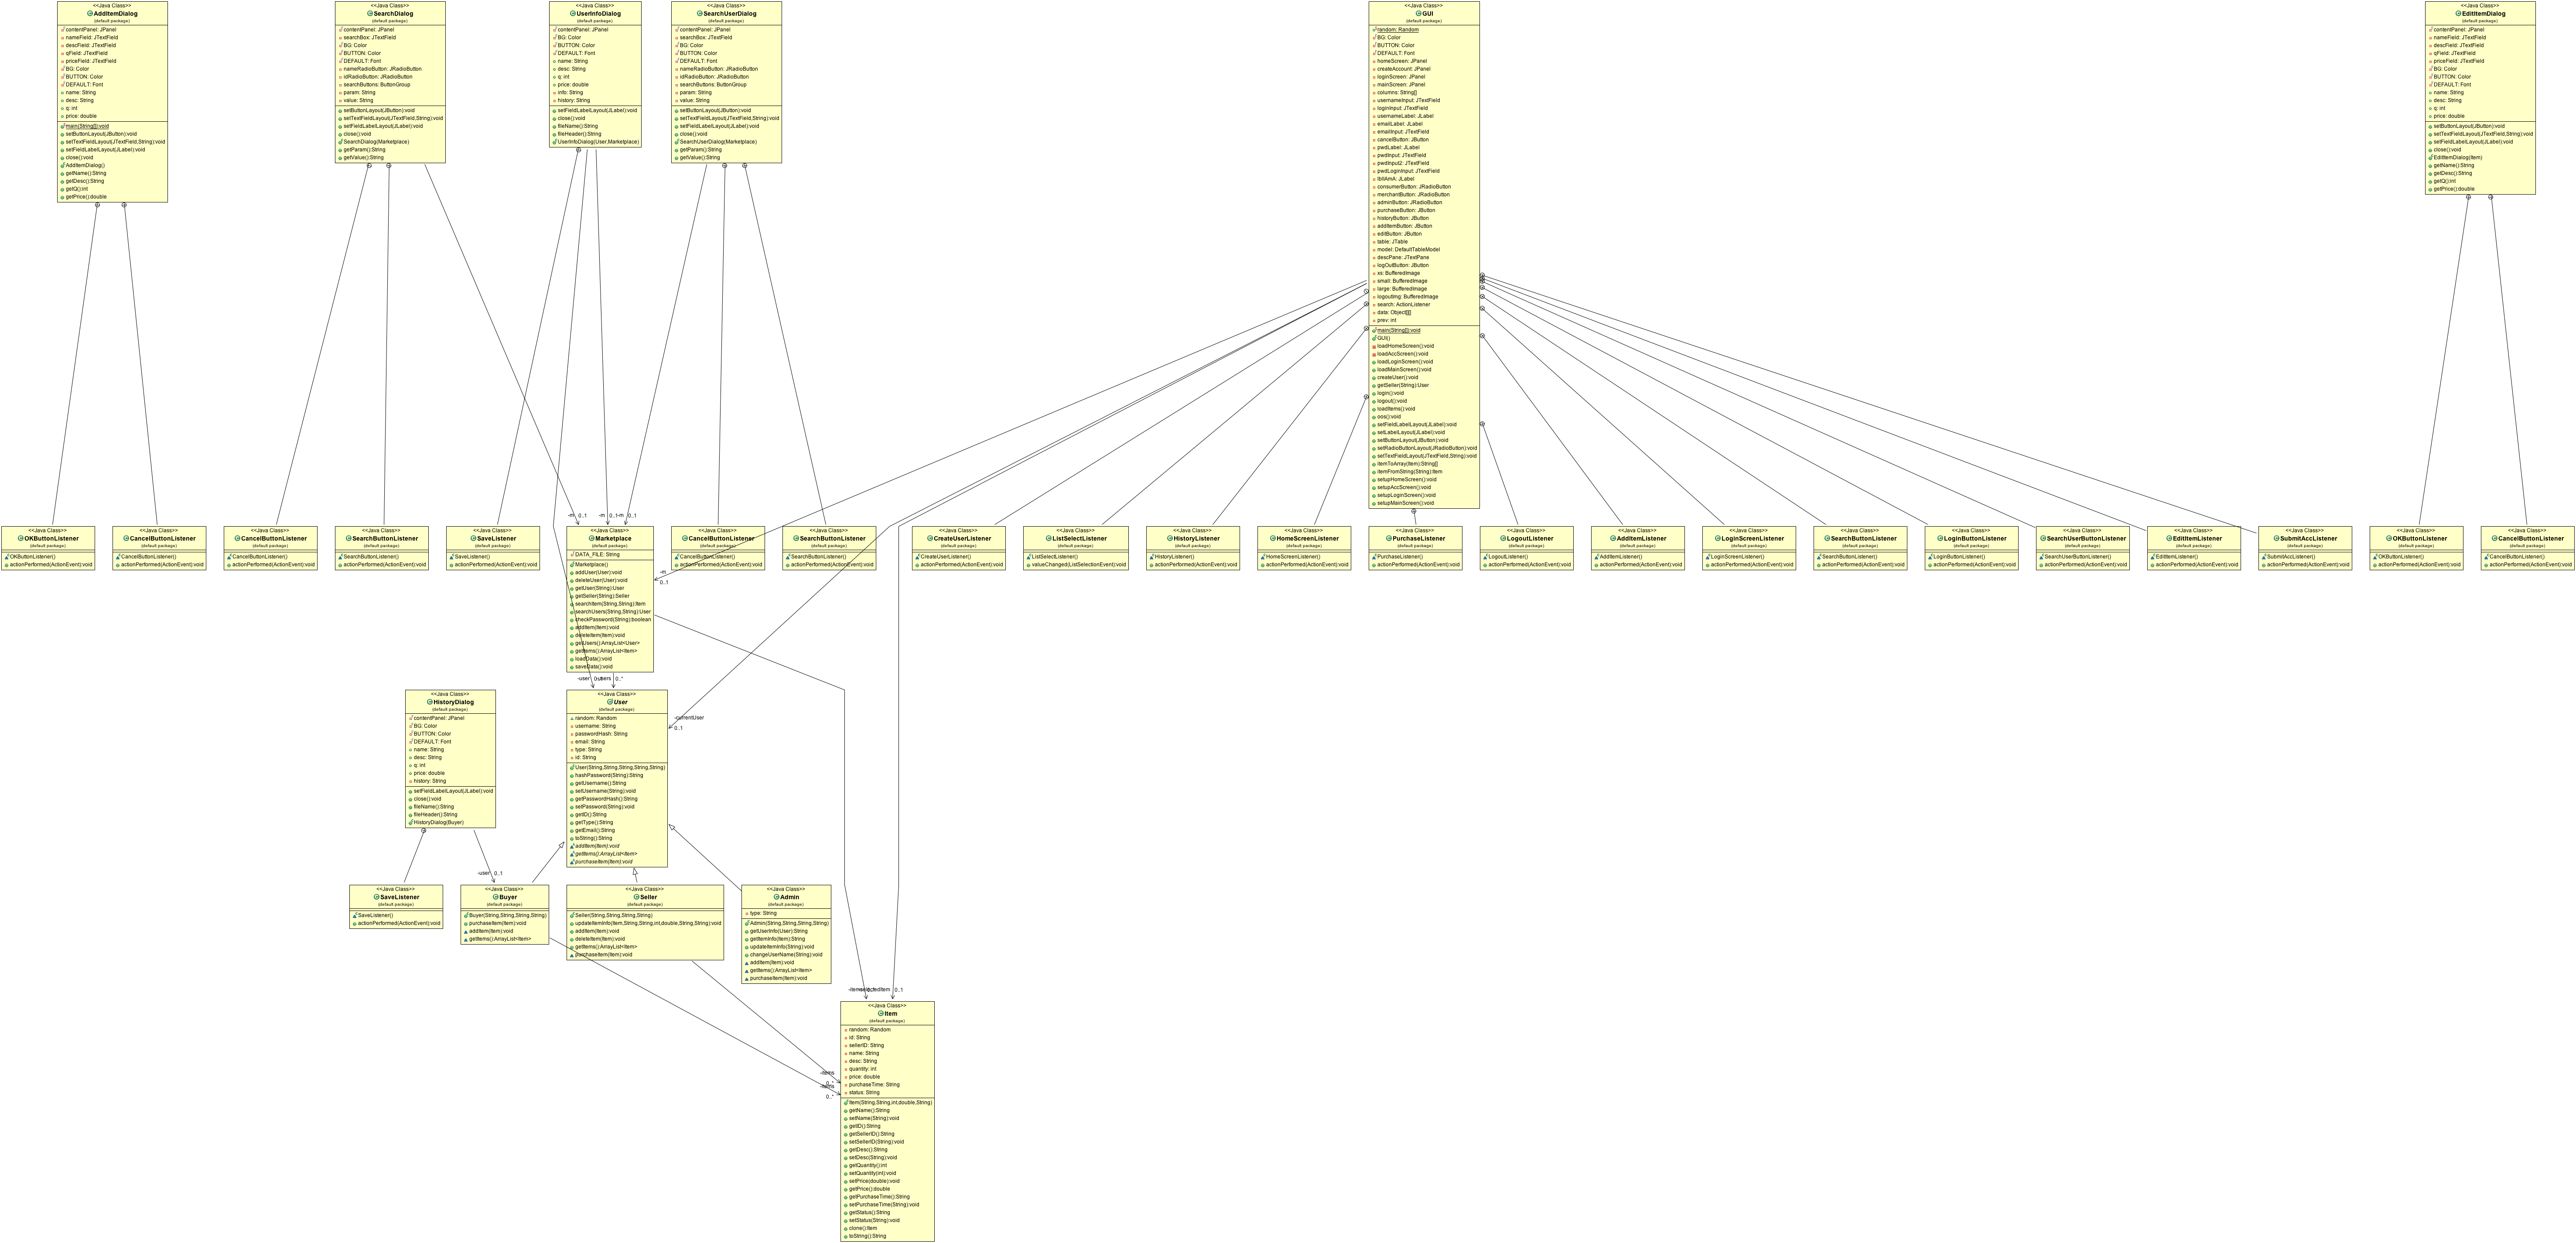 <<Java Class>>
AddItemDialog
(default package)
contentPanel: JPanel
nameField: JTextField
descField: JTextField
qField: JTextField
priceField: JTextField
BG: Color
BUTTON: Color
DEFAULT: Font
name: String
desc: String
q: int
price: double
main(String[]):void
setButtonLayout(JButton):void
setTextFieldLayout(JTextField,String):void
setFieldLabelLayout(JLabel):void
close():void
AddItemDialog()
getName():String
getDesc():String
getQ():int
getPrice():double
<<Java Class>>
SearchDialog
(default package)
contentPanel: JPanel
searchBox: JTextField
BG: Color
BUTTON: Color
DEFAULT: Font
nameRadioButton: JRadioButton
idRadioButton: JRadioButton
searchButtons: ButtonGroup
param: String
value: String
setButtonLayout(JButton):void
setTextFieldLayout(JTextField,String):void
setFieldLabelLayout(JLabel):void
close():void
SearchDialog(Marketplace)
getParam():String
getValue():String
<<Java Class>>
UserInfoDialog
(default package)
contentPanel: JPanel
BG: Color
BUTTON: Color
DEFAULT: Font
name: String
desc: String
q: int
price: double
info: String
history: String
setFieldLabelLayout(JLabel):void
close():void
fileName():String
fileHeader():String
UserInfoDialog(User,Marketplace)
<<Java Class>>
SearchUserDialog
(default package)
contentPanel: JPanel
searchBox: JTextField
BG: Color
BUTTON: Color
DEFAULT: Font
nameRadioButton: JRadioButton
idRadioButton: JRadioButton
searchButtons: ButtonGroup
param: String
value: String
setButtonLayout(JButton):void
setTextFieldLayout(JTextField,String):void
setFieldLabelLayout(JLabel):void
close():void
SearchUserDialog(Marketplace)
getParam():String
getValue():String
<<Java Class>>
GUI
(default package)
random: Random
BG: Color
BUTTON: Color
DEFAULT: Font
homeScreen: JPanel
createAccount: JPanel
loginScreen: JPanel
mainScreen: JPanel
columns: String[]
usernameInput: JTextField
loginInput: JTextField
usernameLabel: JLabel
emailLabel: JLabel
emailInput: JTextField
cancelButton: JButton
pwdLabel: JLabel
pwdInput: JTextField
pwdInput2: JTextField
pwdLoginInput: JTextField
lblIAmA: JLabel
consumerButton: JRadioButton
merchantButton: JRadioButton
adminButton: JRadioButton
purchaseButton: JButton
historyButton: JButton
addItemButton: JButton
editButton: JButton
table: JTable
model: DefaultTableModel
descPane: JTextPane
logOutButton: JButton
xs: BufferedImage
small: BufferedImage
large: BufferedImage
logoutImg: BufferedImage
search: ActionListener
data: Object[][]
prev: int
main(String[]):void
GUI()
loadHomeScreen():void
loadAccScreen():void
loadLoginScreen():void
loadMainScreen():void
createUser():void
getSeller(String):User
login():void
logout():void
loadItems():void
oos():void
setFieldLabelLayout(JLabel):void
setLabelLayout(JLabel):void
setButtonLayout(JButton):void
setRadioButtonLayout(JRadioButton):void
setTextFieldLayout(JTextField,String):void
itemToArray(Item):String[]
itemFromString(String):Item
setupHomeScreen():void
setupAccScreen():void
setupLoginScreen():void
setupMainScreen():void
<<Java Class>>
EditItemDialog
(default package)
contentPanel: JPanel
nameField: JTextField
descField: JTextField
qField: JTextField
priceField: JTextField
BG: Color
BUTTON: Color
DEFAULT: Font
name: String
desc: String
q: int
price: double
setButtonLayout(JButton):void
setTextFieldLayout(JTextField,String):void
setFieldLabelLayout(JLabel):void
close():void
EditItemDialog(Item)
getName():String
getDesc():String
getQ():int
getPrice():double
-m 0..1
-m 0..1
-m 0..1
<<Java Class>>
OKButtonListener
(default package)
OKButtonListener()
actionPerformed(ActionEvent):void
<<Java Class>>
CancelButtonListener
(default package)
CancelButtonListener()
actionPerformed(ActionEvent):void
<<Java Class>>
CancelButtonListener
(default package)
CancelButtonListener()
actionPerformed(ActionEvent):void
<<Java Class>>
SearchButtonListener
(default package)
SearchButtonListener()
actionPerformed(ActionEvent):void
<<Java Class>>
SaveListener
(default package)
SaveListener()
actionPerformed(ActionEvent):void
<<Java Class>>
Marketplace
(default package)
DATA_FILE: String
Marketplace()
addUser(User):void
deleteUser(User):void
getUser(String):User
getSeller(String):Seller
searchItem(String,String):Item
searchUsers(String,String):User
checkPassword(String):boolean
addItem(Item):void
deleteItem(Item):void
getUsers():ArrayList<User>
getItems():ArrayList<Item>
loadData():void
saveData():void
<<Java Class>>
CancelButtonListener
(default package)
CancelButtonListener()
actionPerformed(ActionEvent):void
-m
0..1
<<Java Class>>
SearchButtonListener
(default package)
SearchButtonListener()
actionPerformed(ActionEvent):void
<<Java Class>>
CreateUserListener
(default package)
CreateUserListener()
actionPerformed(ActionEvent):void
<<Java Class>>
ListSelectListener
(default package)
ListSelectListener()
valueChanged(ListSelectionEvent):void
<<Java Class>>
HistoryListener
(default package)
HistoryListener()
actionPerformed(ActionEvent):void
<<Java Class>>
HomeScreenListener
(default package)
HomeScreenListener()
actionPerformed(ActionEvent):void
<<Java Class>>
PurchaseListener
(default package)
PurchaseListener()
actionPerformed(ActionEvent):void
<<Java Class>>
LogoutListener
(default package)
LogoutListener()
actionPerformed(ActionEvent):void
<<Java Class>>
AddItemListener
(default package)
AddItemListener()
actionPerformed(ActionEvent):void
<<Java Class>>
LoginScreenListener
(default package)
LoginScreenListener()
actionPerformed(ActionEvent):void
<<Java Class>>
SearchButtonListener
(default package)
SearchButtonListener()
actionPerformed(ActionEvent):void
<<Java Class>>
LoginButtonListener
(default package)
LoginButtonListener()
actionPerformed(ActionEvent):void
<<Java Class>>
SearchUserButtonListener
(default package)
SearchUserButtonListener()
actionPerformed(ActionEvent):void
<<Java Class>>
EditItemListener
(default package)
EditItemListener()
actionPerformed(ActionEvent):void
<<Java Class>>
SubmitAccListener
(default package)
SubmitAccListener()
actionPerformed(ActionEvent):void
<<Java Class>>
OKButtonListener
(default package)
OKButtonListener()
actionPerformed(ActionEvent):void
<<Java Class>>
CancelButtonListener
(default package)
CancelButtonListener()
actionPerformed(ActionEvent):void
-user 0..*
<<Java Class>>
HistoryDialog
(default package)
contentPanel: JPanel
BG: Color
BUTTON: Color
DEFAULT: Font
name: String
desc: String
q: int
price: double
history: String
setFieldLabelLayout(JLabel):void
close():void
fileName():String
fileHeader():String
HistoryDialog(Buyer)
<<Java Class>>
User
(default package)
random: Random
username: String
passwordHash: String
email: String
type: String
id: String
User(String,String,String,String,String)
hashPassword(String):String
getUsername():String
setUsername(String):void
getPasswordHash():String
setPassword(String):void
getID():String
getType():String
getEmail():String
toString():String
addItem(Item):void
getItems():ArrayList<Item>
purchaseItem(Item):void
-currentUser
0..1
-user 0..1
<<Java Class>>
SaveListener
(default package)
SaveListener()
actionPerformed(ActionEvent):void
<<Java Class>>
Buyer
(default package)
Buyer(String,String,String,String)
purchaseItem(Item):void
addItem(Item):void
getItems():ArrayList<Item>
<<Java Class>>
Seller
(default package)
Seller(String,String,String,String)
updateItemInfo(Item,String,String,int,double,String,String):void
addItem(Item):void
deleteItem(Item):void
getItems():ArrayList<Item>
purchaseItem(Item):void
<<Java Class>>
Admin
(default package)
type: String
Admin(String,String,String,String)
getUserInfo(User):String
getItemInfo(Item):String
updateItemInfo(String):void
changeUserName(String):void
addItem(Item):void
getItems():ArrayList<Item>
purchaseItem(Item):void
0..1
-items
0..*
-items
0..*
<<Java Class>>
Item
(default package)
random: Random
id: String
sellerID: String
name: String
desc: String
quantity: int
price: double
purchaseTime: String
status: String
Item(String,String,int,double,String)
getName():String
setName(String):void
getID():String
getSellerID():String
setSellerID(String):void
getDesc():String
setDesc(String):void
getQuantity():int
setQuantity(int):void
setPrice(double):void
getPrice():double
getPurchaseTime():String
setPurchaseTime(String):void
getStatus():String
setStatus(String):void
clone():Item
toString():String